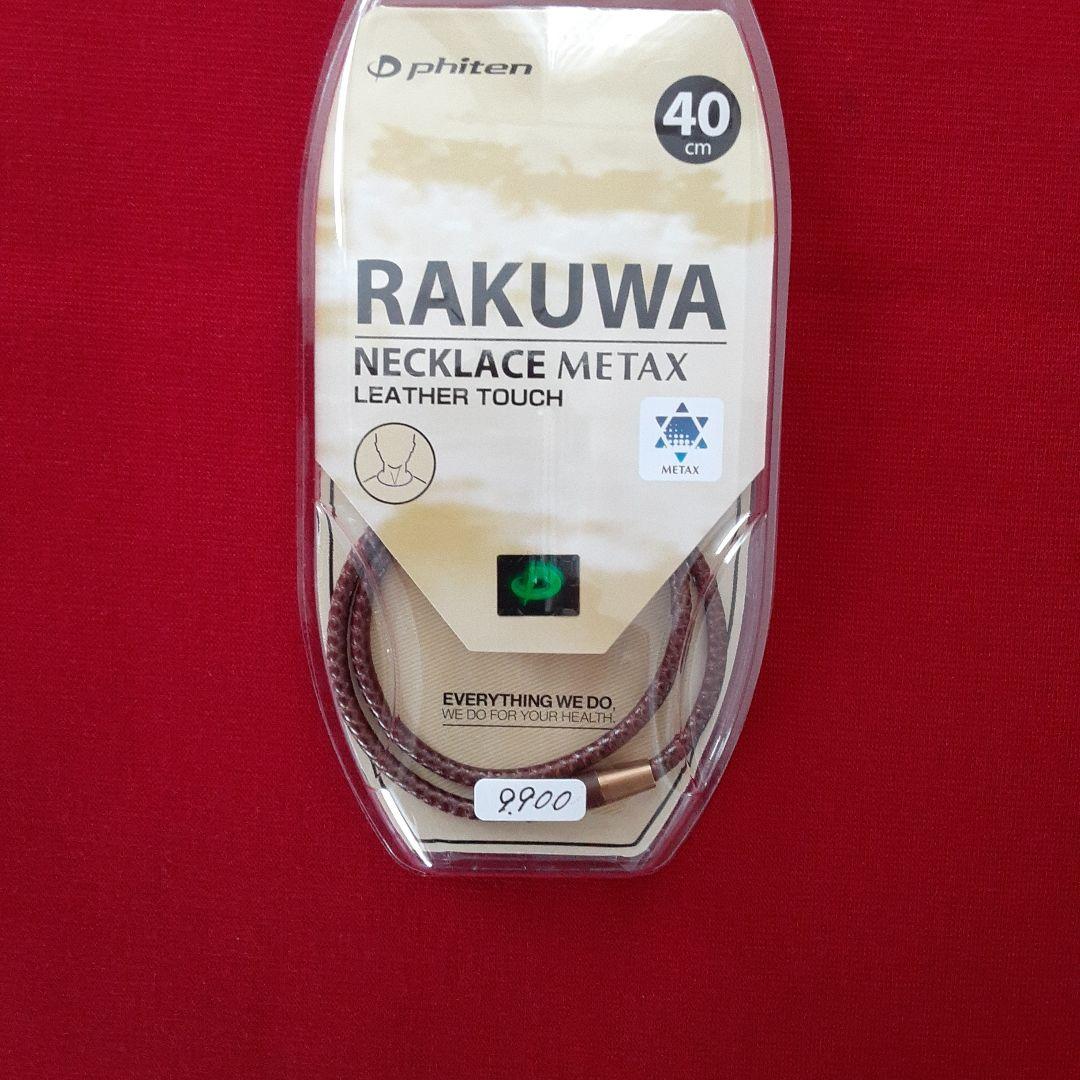 phiten
40
cm
RAKUWA
NECKLACE METAX
LEATHER TOUCH
METAX
EVERYTHING WE DO,
WE DO FOR YOUR HEALTH.
9.900